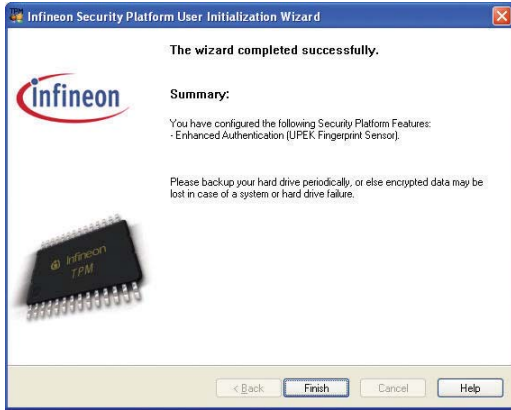 Infineon Security Platform User Initialization Wizard
The wizard completed successfully.
Infineon
Summary:
You have configured the following Security Platform Features:
- Enhanced Authentication (UPEK Fingerprint Sensor).
Please backup your hard drive periodically, or else encrypted data may be
lost in case of a system or hard drive failure.
Infineon
TPM
< Back
Finish
Cancel
Help